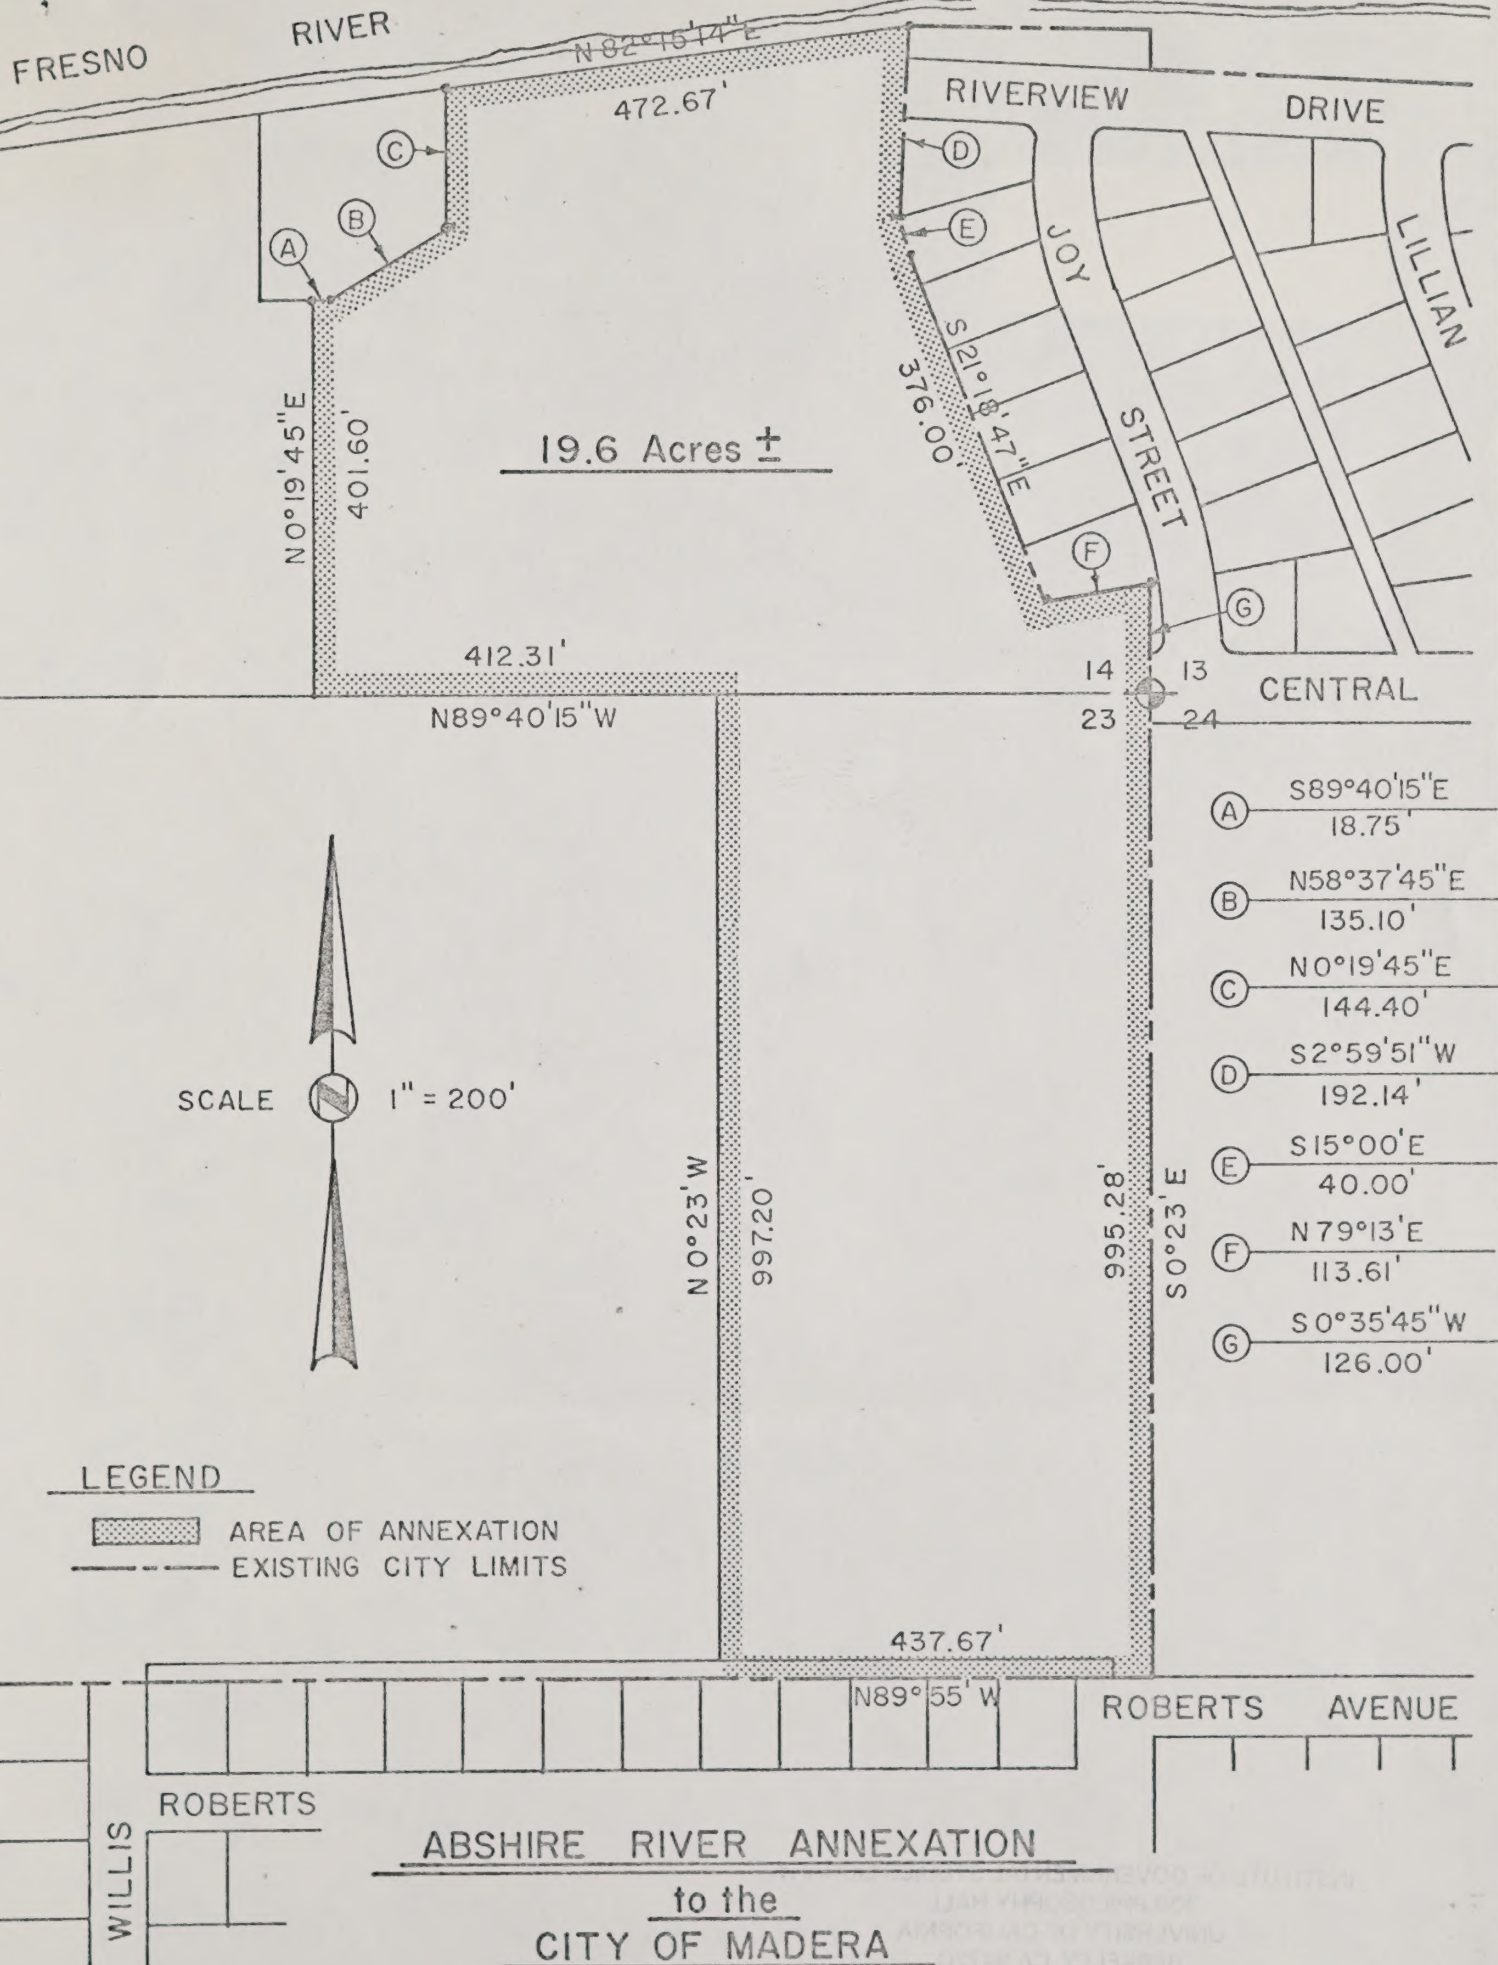 FRESNO RIVER
N 82°15'14" E
472.67'
RIVERVIEW DRIVE
C
D
B
E
A
JOY STREET
LILLIAN
S 21°18'47" E
376.00'
N0°19'45"E
401.60'
19.6 Acres ±
F
G
412.31'
N89°40'15"W
14 13
23 24
CENTRAL
A S89°40'15"E
18.75'
B N58°37'45"E
135.10'
C N0°19'45"E
144.40'
D S2°59'51"W
192.14'
E S15°00'E
40.00'
F N79°13'E
113.61'
G S0°35'45"W
126.00'
SCALE N 1" = 200'
N0°23'W
997.20'
995.28'
S0°23'E
LEGEND
AREA OF ANNEXATION
EXISTING CITY LIMITS
437.67'
N89°55'W
ROBERTS AVENUE
ROBERTS
WILLIS
ABSHIRE RIVER ANNEXATION
to the
CITY OF MADERA